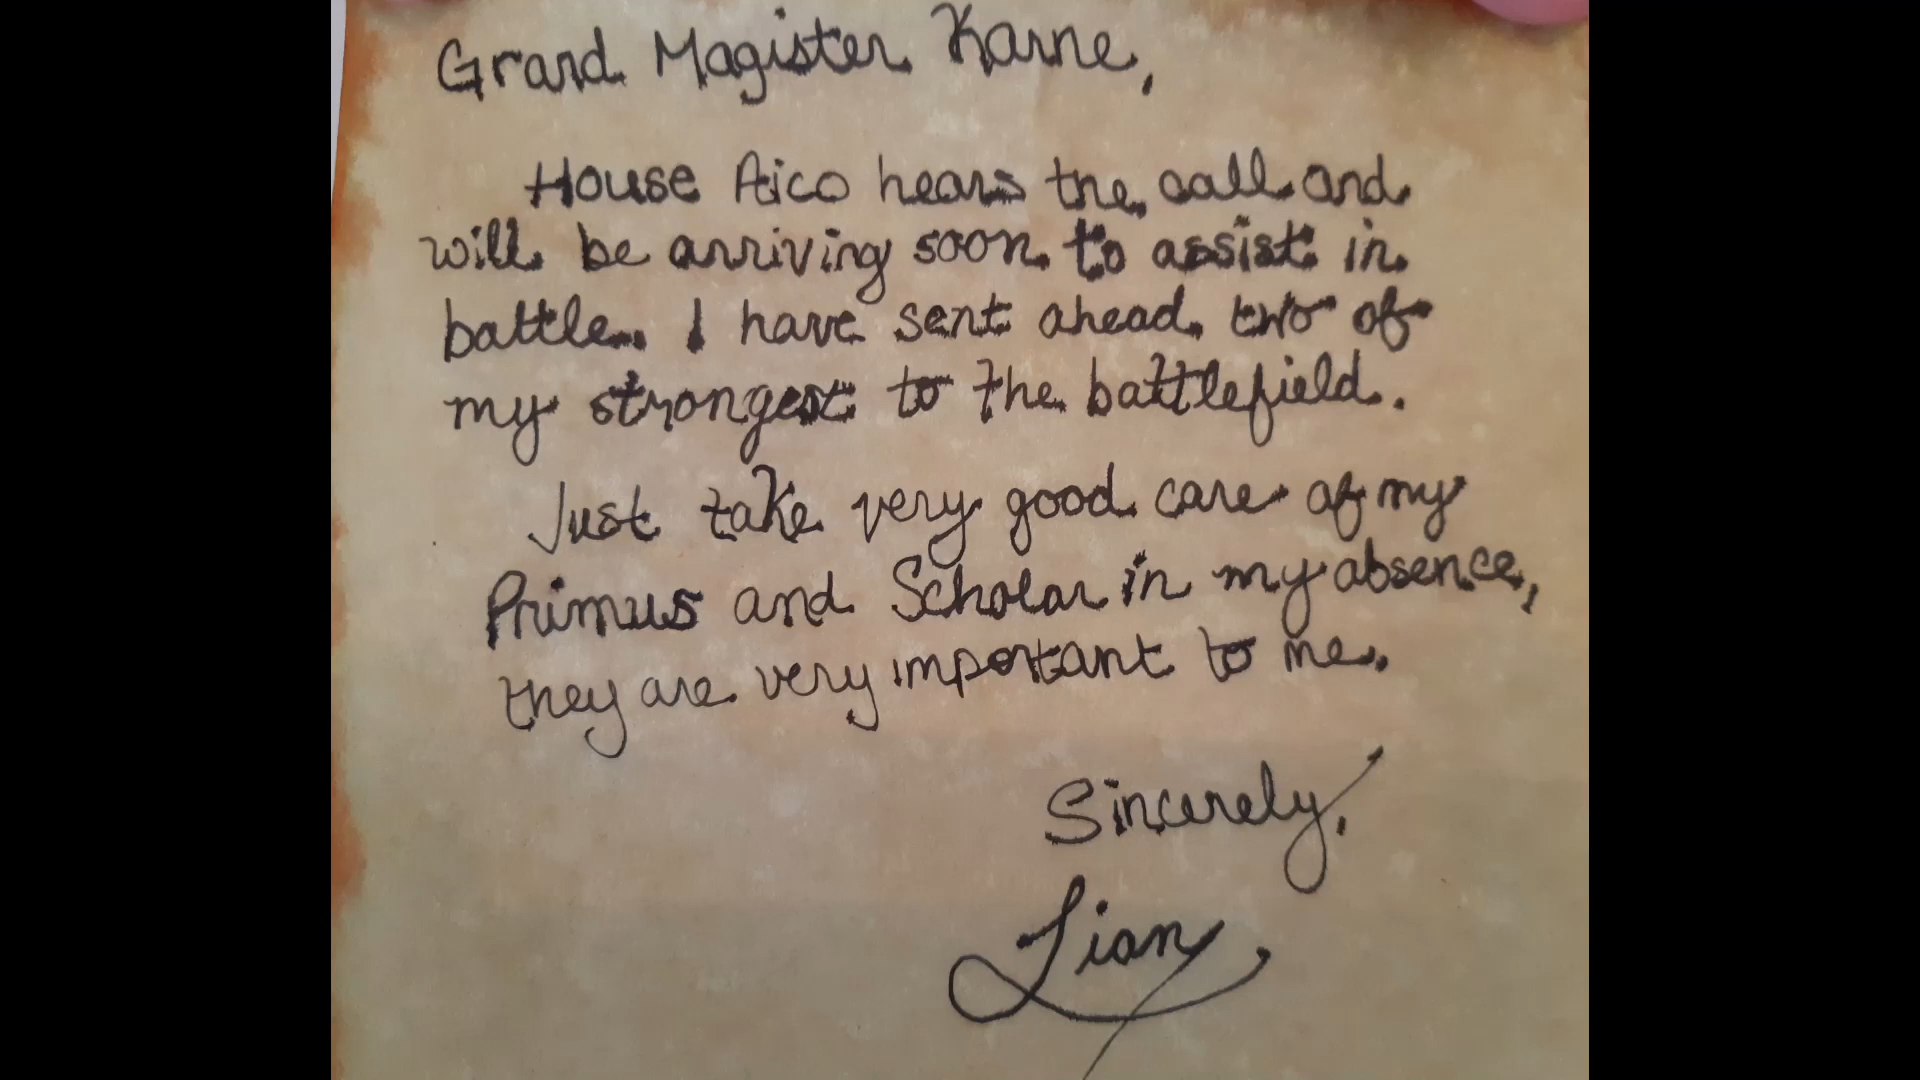 Grand Magister Karne,
House Aico hears the call and
will be arriving soon to assist in
battle. I have sent ahead two of
my strongest to the battlefield.
Just take very good care of my
Primus and Scholar in my absence,
they are very important to me.
Sincerely,
Lian